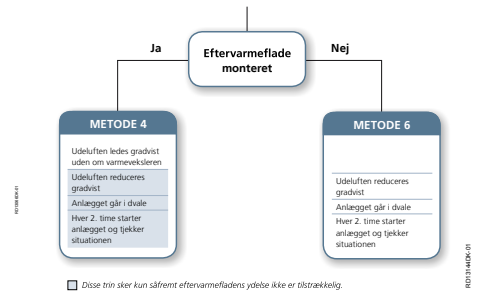 Ja
Nej
Eftervarmeflade
monteret
METODE 4
Udeluften ledes gradvist
uden om varmeveksleren
Udeluften reduceres
gradvist
Anlægget går i dvale
Hver 2. time starter
anlægget og tjekker
situationen
METODE 6
Udeluften reduceres
gradvist
Anlægget går i dvale
Hver 2. time starter
anlægget og tjekker
situationen
Disse trin sker kun såfremt eftervarmefladens ydelse ikke er tilstrækkelig.
RD13144DK-01